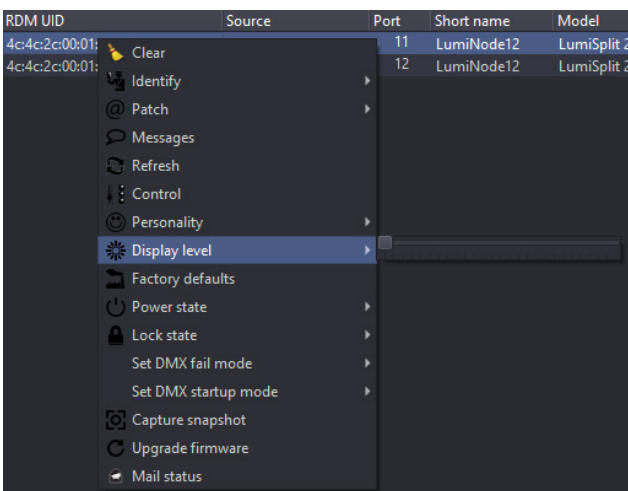 RDM UID Source Port Short name Model
4c:4c:2c:00:01: 11 LumiNode12 LumiSplit 2
4c:4c:2c:00:01: 12 LumiNode12 LumiSplit 2
Clear
Identify
Patch
Messages
Refresh
Control
Personality
Display level
Factory defaults
Power state
Lock state
Set DMX fail mode
Set DMX startup mode
Capture snapshot
Upgrade firmware
Mail status